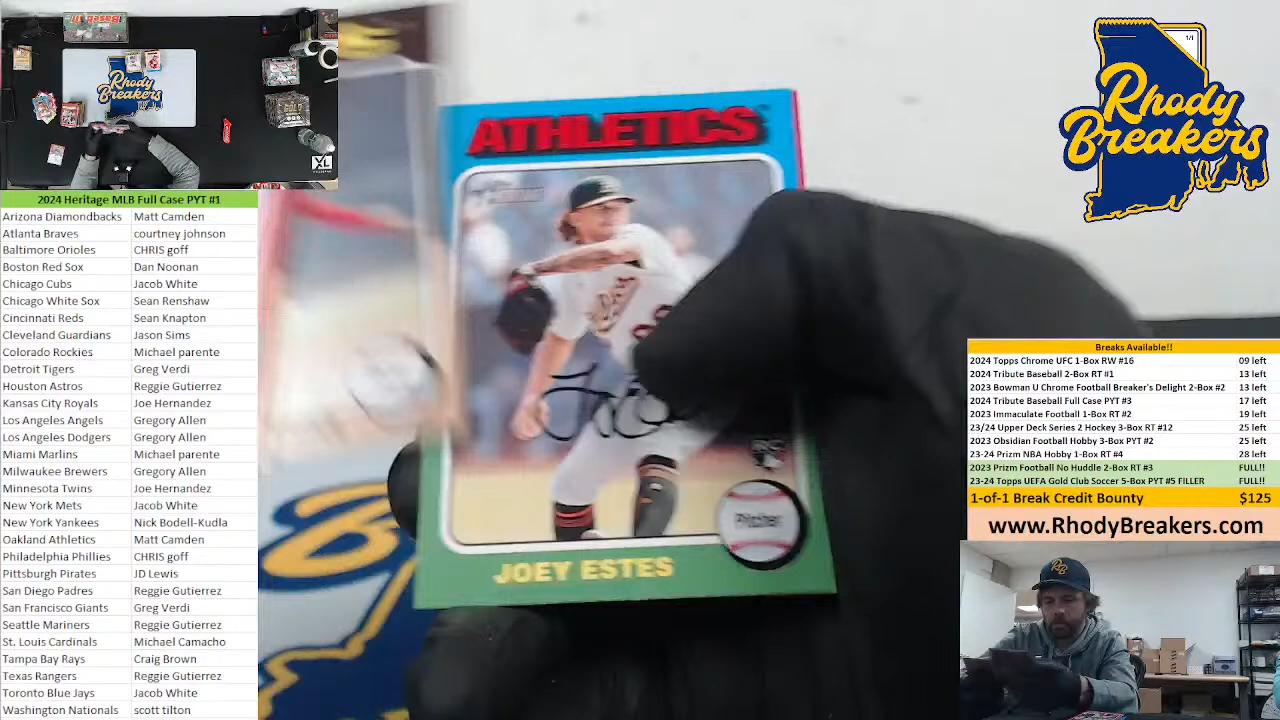 Rhody
Breakers
XL
2024 Heritage MLB Full Case PYT #1
Arizona Diamondbacks Matt Camden
Atlanta Braves courtney johnson
Baltimore Orioles CHRIS goff
Boston Red Sox Dan Noonan
Chicago Cubs Jacob White
Chicago White Sox Sean Renshaw
Cincinnati Reds Sean Knapton
Cleveland Guardians Jason Sims
Colorado Rockies Michael parente
Detroit Tigers Greg Verdi
Houston Astros Reggie Gutierrez
Kansas City Royals Joe Hernandez
Los Angeles Angels Gregory Allen
Los Angeles Dodgers Gregory Allen
Miami Marlins Michael parente
Milwaukee Brewers Gregory Allen
Minnesota Twins Joe Hernandez
New York Mets Jacob White
New York Yankees Nick Bodell-Kudla
Oakland Athletics Matt Camden
Philadelphia Phillies CHRIS goff
Pittsburgh Pirates JD Lewis
San Diego Padres Reggie Gutierrez
San Francisco Giants Greg Verdi
Seattle Mariners Reggie Gutierrez
St. Louis Cardinals Michael Camacho
Tampa Bay Rays Craig Brown
Texas Rangers Reggie Gutierrez
Toronto Blue Jays Jacob White
Washington Nationals scott tilton
ATHLETICS
Pitcher
JOEY ESTES
1/1
Rhody
Breakers
Breaks Available!!
2024 Topps Chrome UFC 1-Box RW #16 09 left
2024 Tribute Baseball 2-Box RT #1 13 left
2023 Bowman U Chrome Football Breaker's Delight 2-Box #2 13 left
2024 Tribute Baseball Full Case PYT #3 17 left
2023 Immaculate Football 1-Box RT #2 19 left
23/24 Upper Deck Series 2 Hockey 3-Box RT #12 25 left
2023 Obsidian Football Hobby 3-Box PYT #2 25 left
23-24 Prizm NBA Hobby 1-Box RT #4 28 left
2023 Prizm Football No Huddle 2-Box RT #3 FULL!!
23-24 Topps UEFA Gold Club Soccer 5-Box PYT #5 FILLER FULL!!
1-of-1 Break Credit Bounty $125
www.RhodyBreakers.com
RB